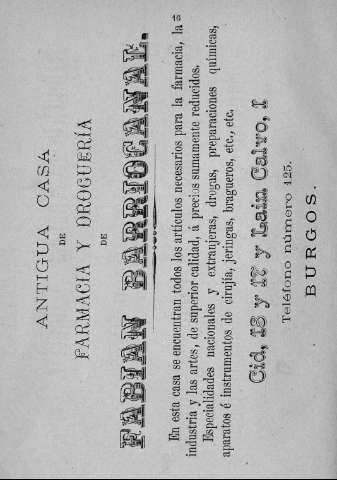 ANTIGUA CASA
DE
FARMACIA Y DROGUERÍA
DE
FABIAN BARRIOCANAL.
En esta casa se encuentran todos los artículos necesarios para la farmacia, la
industria y las artes, de superior calidad, á precios sumamente reducidos.
Especialidades nacionales y extranjeras, drogas, preparaciones químicas,
aparatos é instrumentos de cirujía, jeringas, bragueros, etc., etc.
Cid, 15 y 17 y Lain Calvo, 1
Teléfono número 125.
BURGOS.